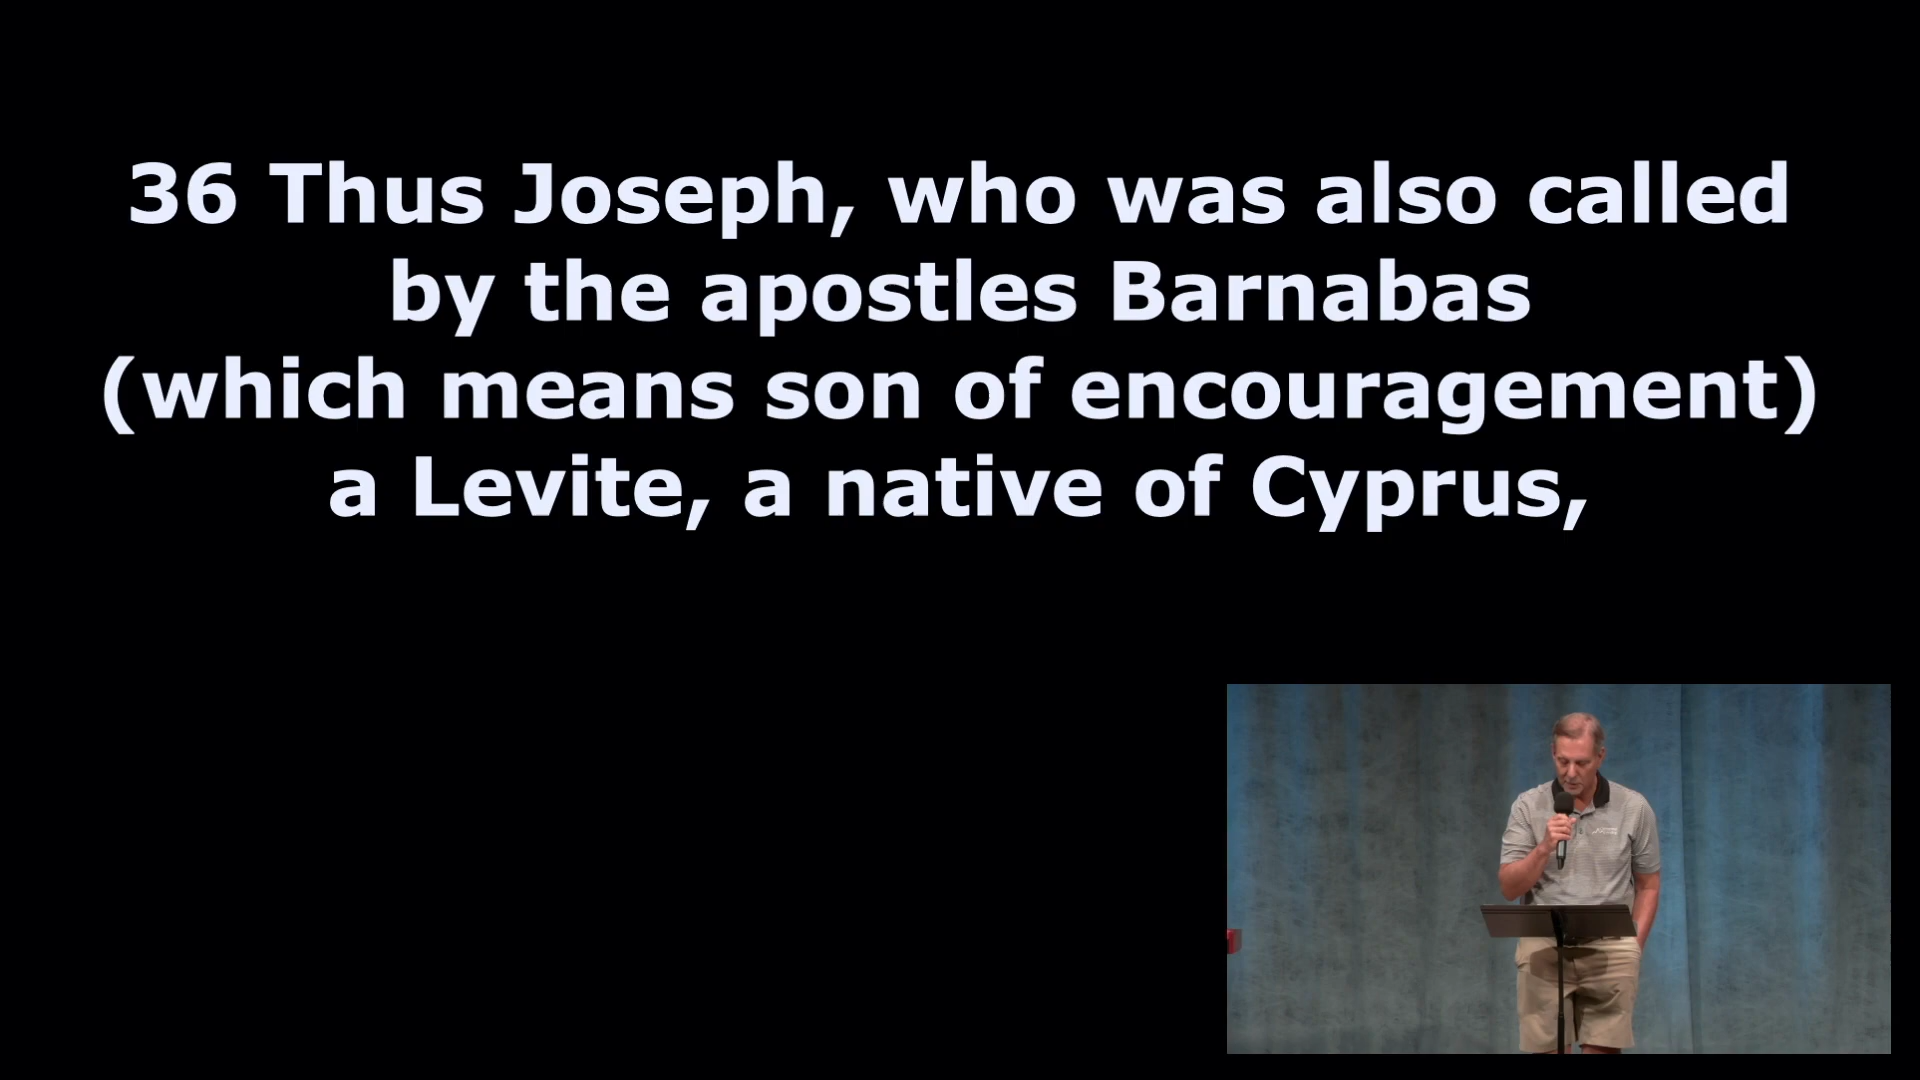 36 Thus Joseph, who was also called
by the apostles Barnabas
(which means son of encouragement)
a Levite, a native of Cyprus,